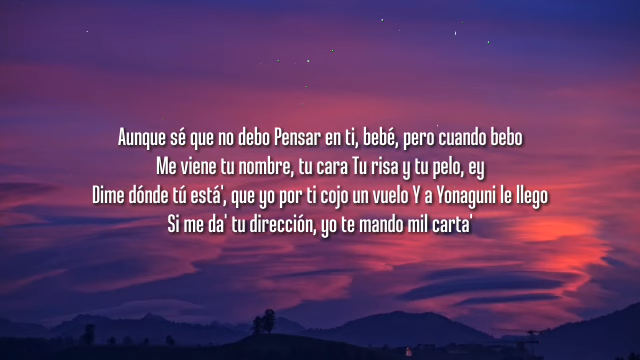 Aunque sé que no debo Pensar en ti, bebé, pero cuando bebo
Me viene tu nombre, tu cara Tu risa y tu pelo, ey
Dime dónde tú está', que yo por ti cojo un vuelo Y a Yonaguni le llego
Si me da' tu dirección, yo te mando mil carta'